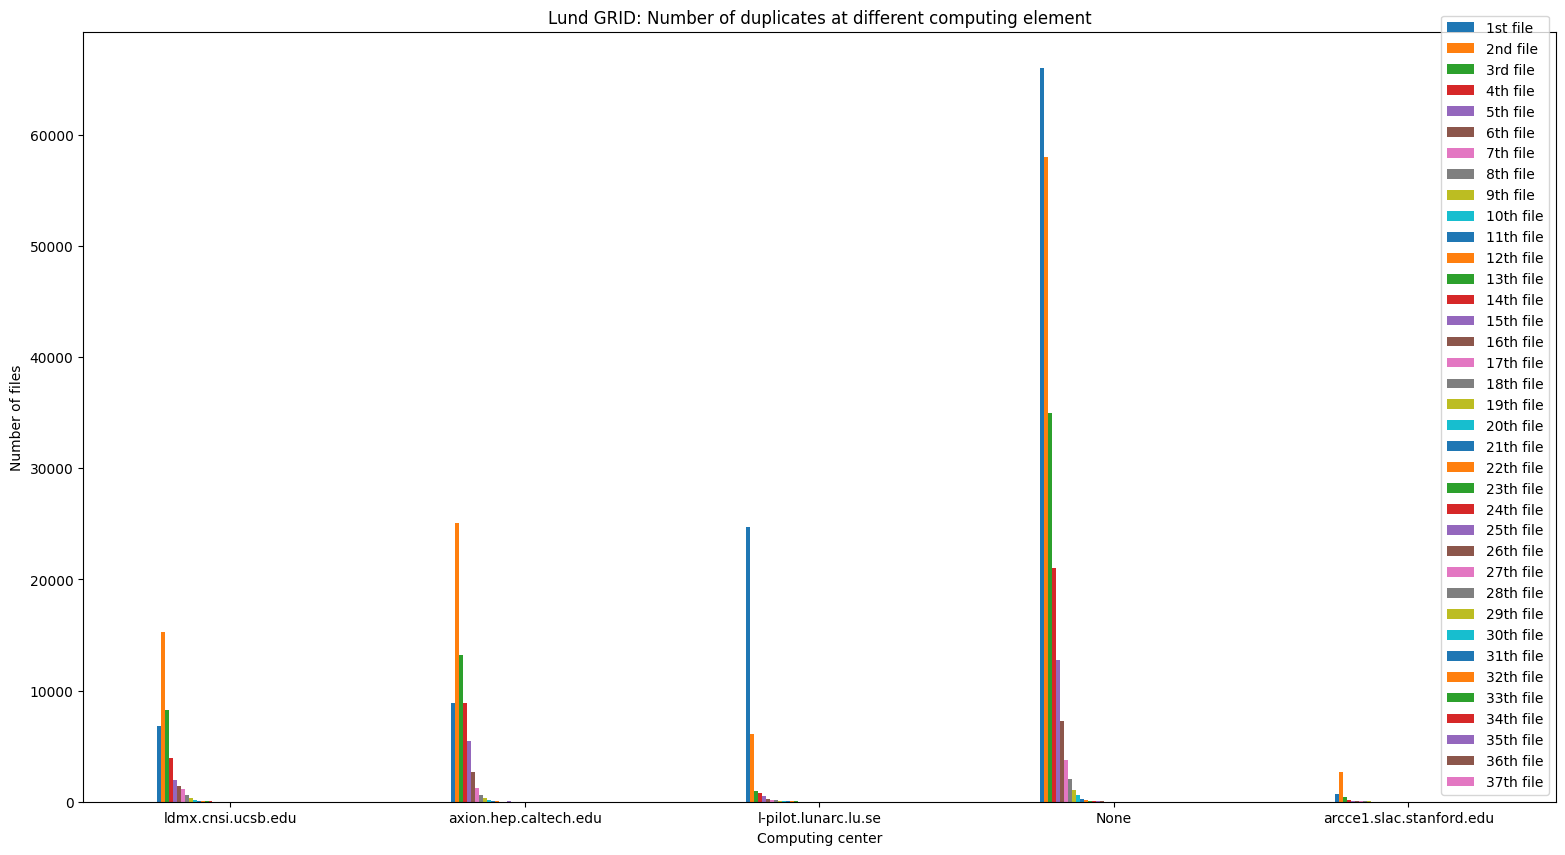 Lund GRID: Number of duplicates at different computing element
1st file
2nd file
3rd file
4th file
5th file
6th file
7th file
8th file
9th file
10th file
11th file
12th file
13th file
14th file
15th file
16th file
17th file
18th file
19th file
20th file
21th file
22th file
23th file
24th file
25th file
26th file
27th file
28th file
29th file
30th file
31th file
32th file
33th file
34th file
35th file
36th file
37th file
Number of files
60000
50000
40000
30000
20000
10000
0
ldmx.cnsi.ucsb.edu
axion.hep.caltech.edu
l-pilot.lunarc.lu.se
None
arcce1.slac.stanford.edu
Computing center